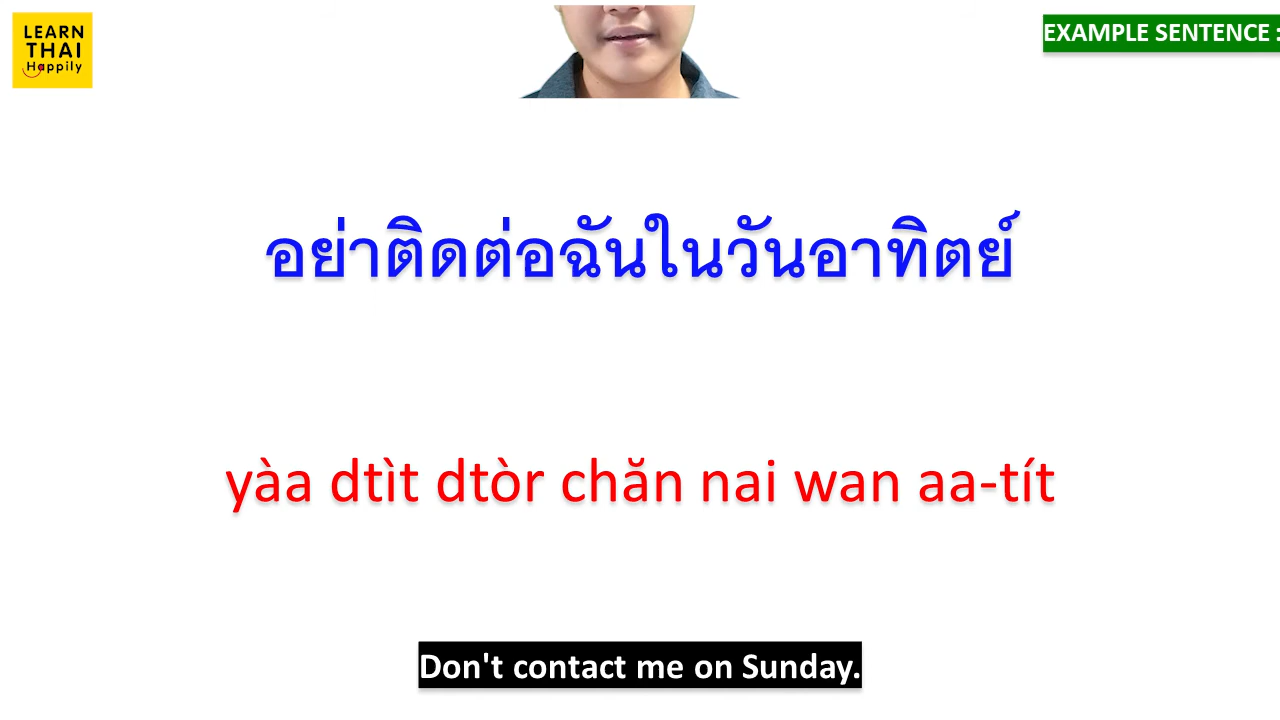 LEARN
THAI
Happily
EXAMPLE SENTENCE :
อย่าติดต่อฉันในวันอาทิตย์
yàa dtìt dtòr chăn nai wan aa-tít
Don't contact me on Sunday.